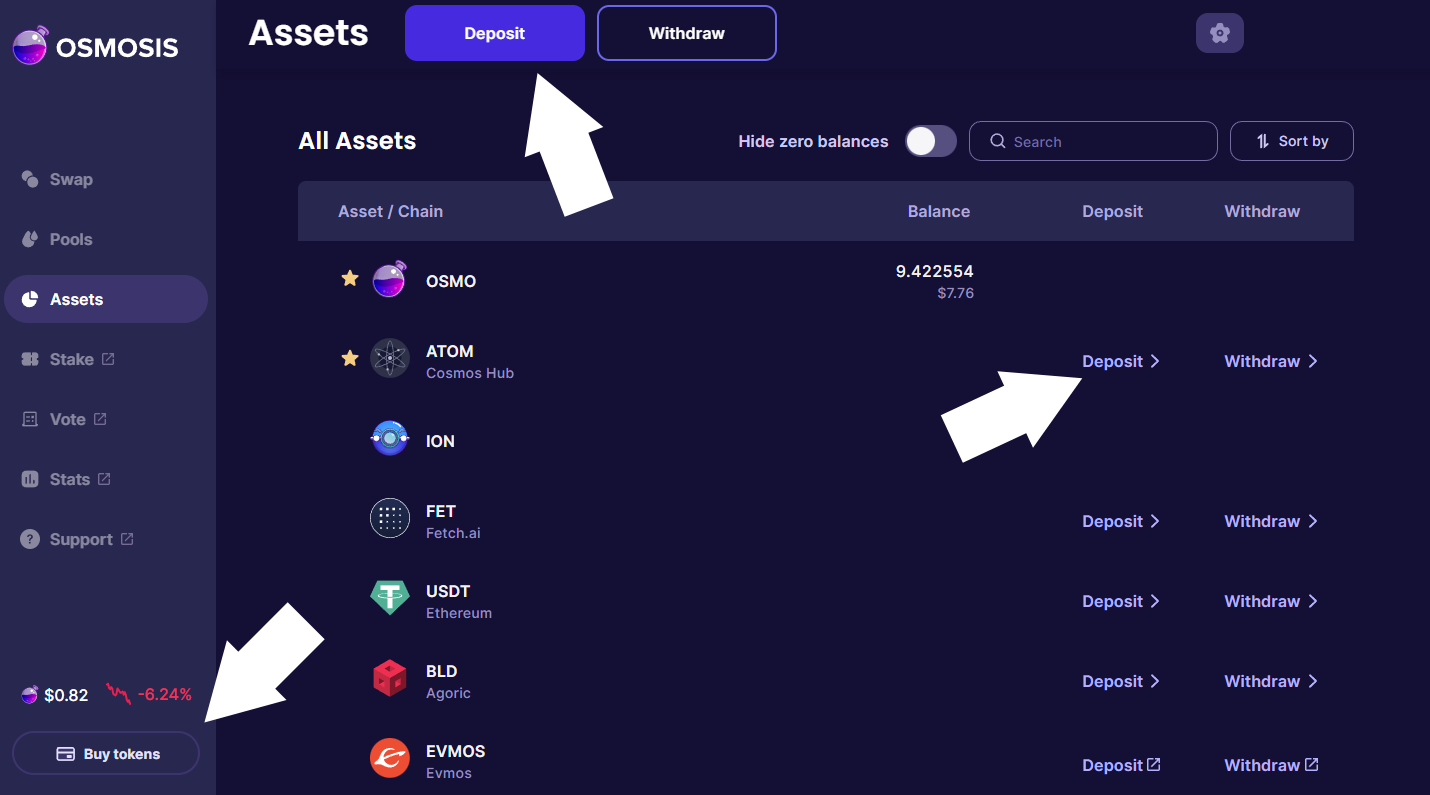 OSMOSIS
Assets
Deposit
Withdraw
Swap
Pools
Assets
Stake
Vote
Stats
Support
$0.82 -6.24%
Buy tokens
All Assets
Hide zero balances
Search
Sort by
Asset / Chain Balance Deposit Withdraw
OSMO 9.422554
$7.76
ATOM
Cosmos Hub
Deposit Withdraw
ION
FET
Fetch.ai
Deposit Withdraw
USDT
Ethereum
Deposit Withdraw
BLD
Agoric
Deposit Withdraw
EVMOS
Evmos
Deposit Withdraw